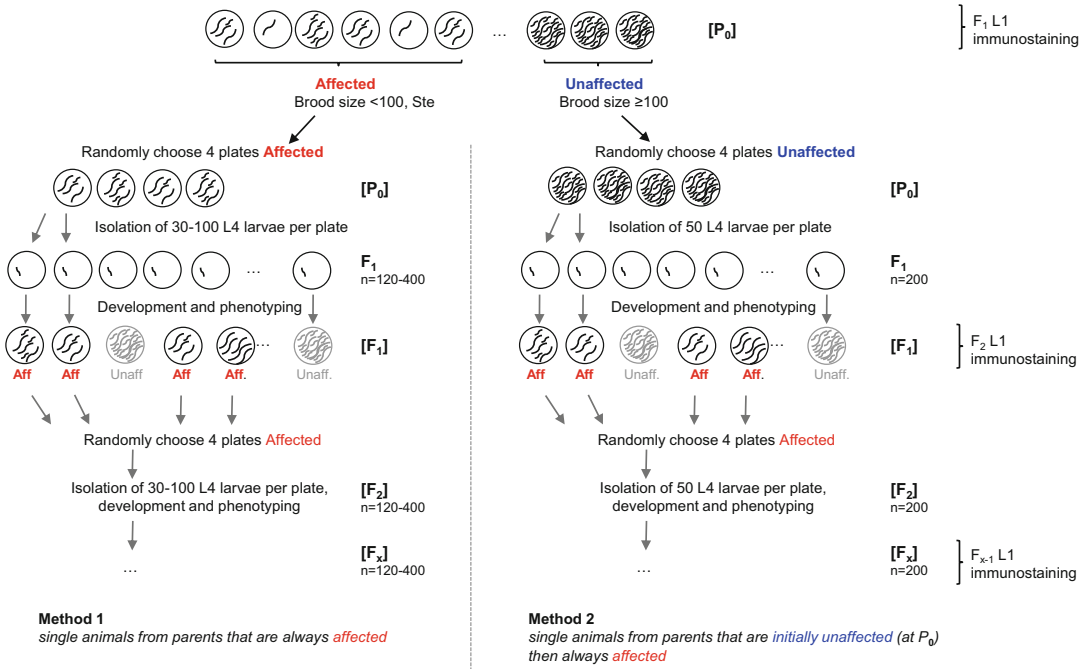 ... [P0] F1 L1
immunostaining
Affected
Brood size <100, Ste
Unaffected
Brood size ≥100
Randomly choose 4 plates Affected
[P0]
Isolation of 30-100 L4 larvae per plate
... F1
n=120-400
Development and phenotyping
... [F1]
Aff Aff Unaff Aff Aff. Unaff.
Randomly choose 4 plates Affected
Isolation of 30-100 L4 larvae per plate,
development and phenotyping
[F2]
n=120-400
...
[Fx]
n=120-400
Method 1
single animals from parents that are always affected
Randomly choose 4 plates Unaffected
[P0]
Isolation of 50 L4 larvae per plate
... F1
n=200
Development and phenotyping
... [F1]
F2 L1
immunostaining
Aff Aff Unaff. Aff Aff. Unaff.
Randomly choose 4 plates Affected
Isolation of 50 L4 larvae per plate,
development and phenotyping
[F2]
n=200
...
[Fx]
n=200
Fx-1 L1
immunostaining
Method 2
single animals from parents that are initially unaffected (at P0)
then always affected